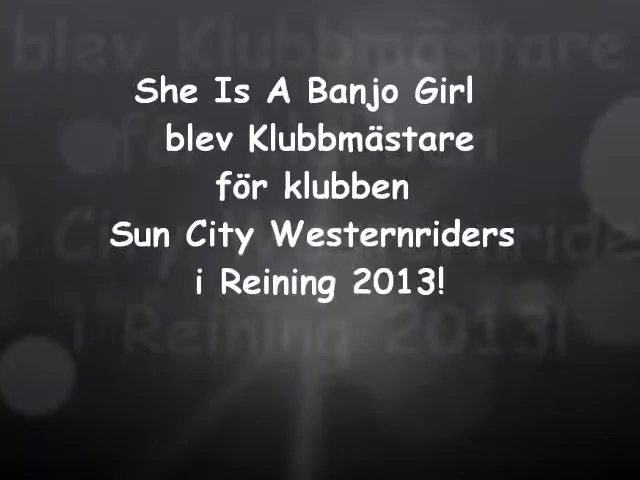 She Is A Banjo Girl
blev Klubbmästare
för klubben
Sun City Westernriders
i Reining 2013!